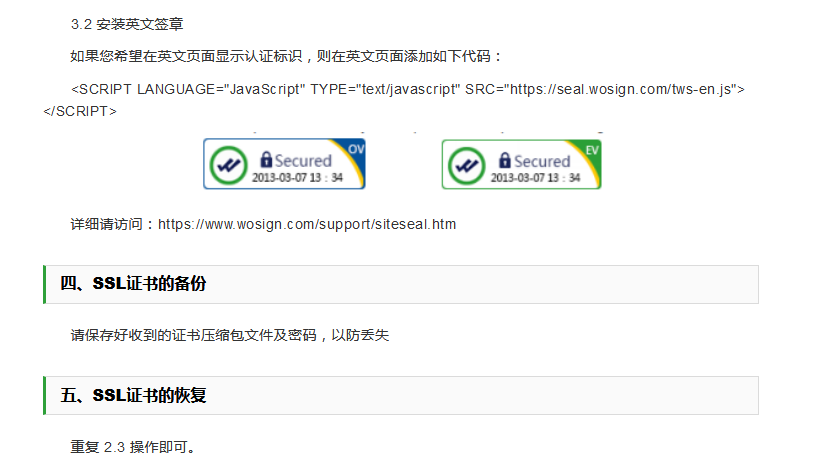 3.2 安装英文签章
如果您希望在英文页面显示认证标识，则在英文页面添加如下代码：
<SCRIPT LANGUAGE="JavaScript" TYPE="text/javascript" SRC="https://seal.wosign.com/tws-en.js">
</SCRIPT>
Secured OV
2013-03-07 13：34
Secured EV
2013-03-07 13：34
详细请访问：https://www.wosign.com/support/siteseal.htm
四、SSL证书的备份
请保存好收到的证书压缩包文件及密码，以防丢失
五、SSL证书的恢复
重复 2.3 操作即可。